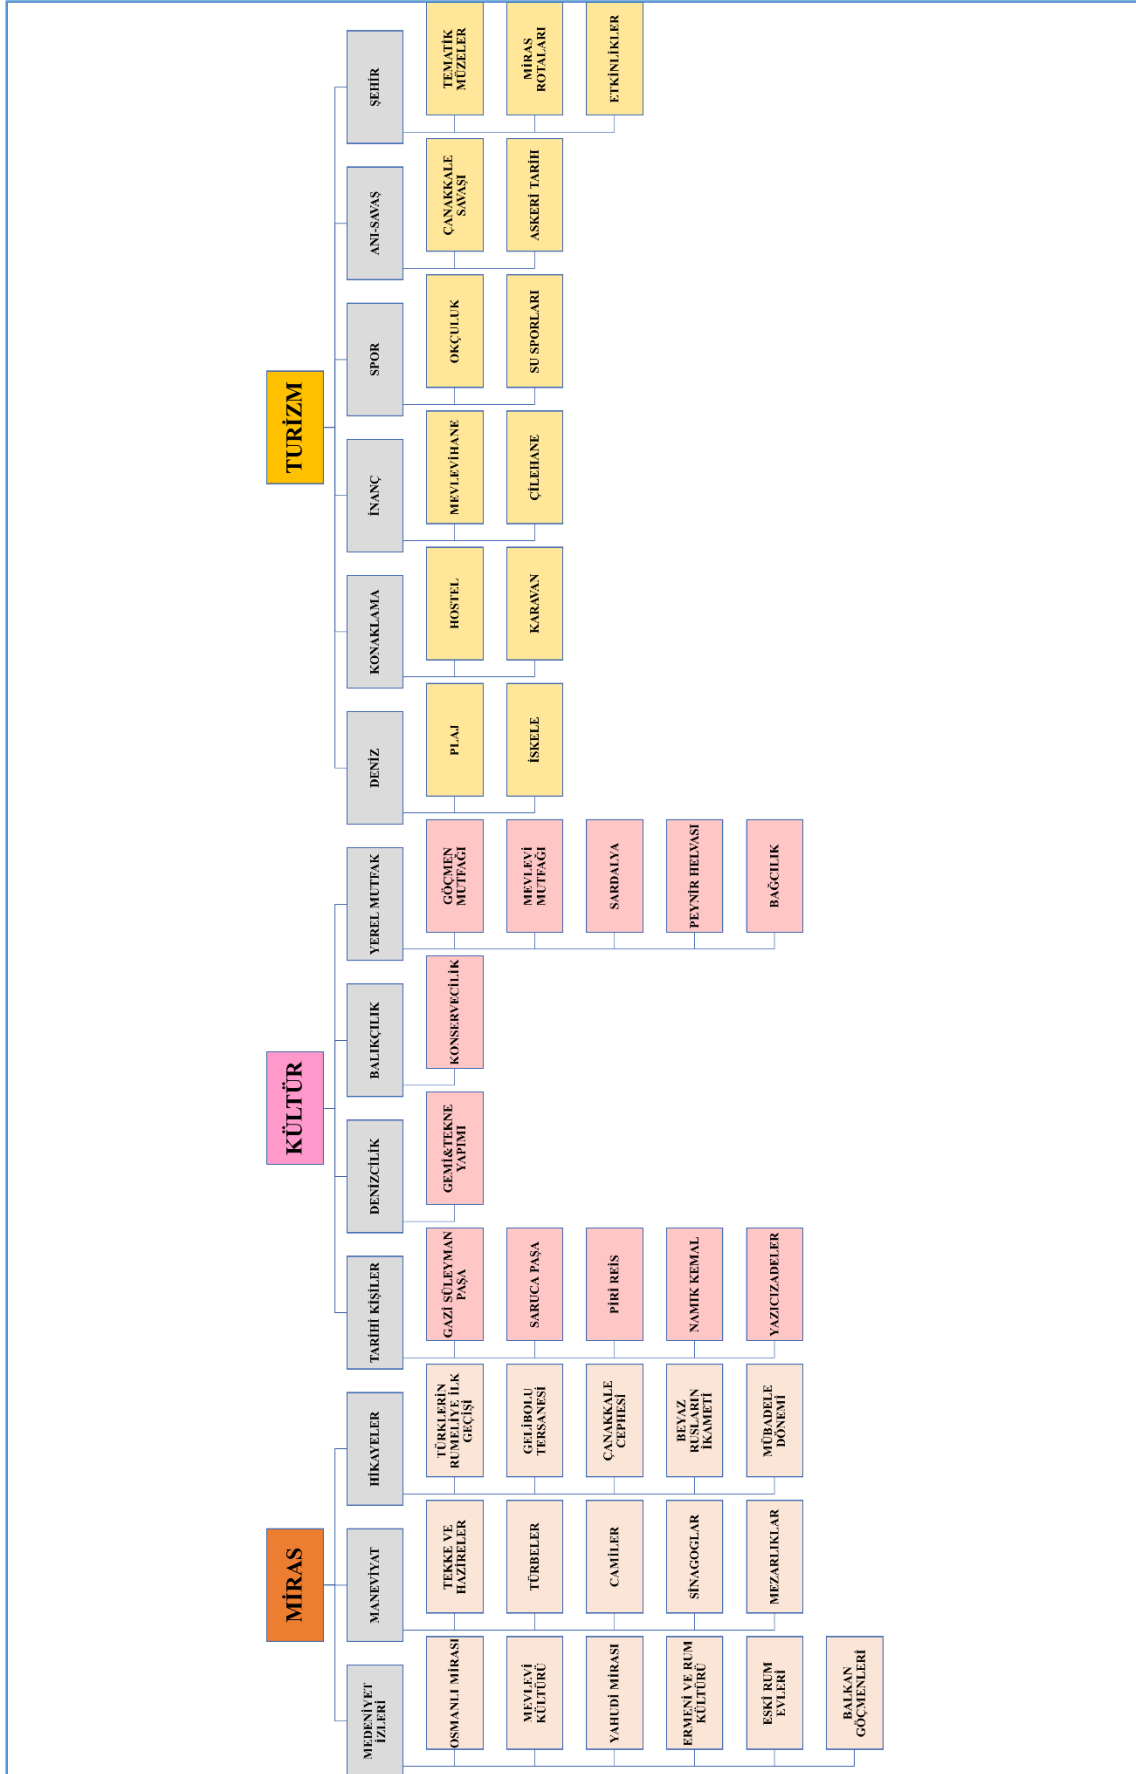 MİRAS
MEDENİYET
İZLERİ
OSMANLI MİRASI
MEVLEVİ
KÜLTÜRÜ
YAHUDİ MİRASI
ERMENİ VE RUM
KÜLTÜRÜ
ESKİ RUM
EVLERİ
BALKAN
GÖÇMENLERİ
MANEVİYAT
TEKKE VE
HAZİRELER
TÜRBELER
CAMİLER
SİNAGOGLAR
MEZARLIKLAR
HİKAYELER
TÜRKLERİN
RUMELİYE İLK
GEÇİŞİ
GELİBOLU
TERSANESİ
ÇANAKKALE
CEPHESİ
BEYAZ
RUSLARIN
İKAMETİ
MÜBADELE
DÖNEMİ
KÜLTÜR
TARİHİ KİŞİLER
GAZİ SÜLEYMAN
PAŞA
SARUCA PAŞA
PİRİ REİS
NAMIK KEMAL
YAZICIZADELER
DENİZCİLİK
GEMİ&TEKNE
YAPIMI
BALIKÇILIK
KONSERVECİLİK
YEREL MUTFAK
GÖÇMEN
MUTFAĞI
MEVLEVİ
MUTFAĞI
SARDALYA
PEYNİR HELVASI
BAĞCILIK
TURİZM
DENİZ
PLAJ
İSKELE
KONAKLAMA
HOSTEL
KARAVAN
İNANÇ
MEVLEVİHANE
ÇİLEHANE
SPOR
OKÇULUK
SU SPORLARI
ANI-SAVAŞ
ÇANAKKALE
SAVAŞI
ASKERİ TARİH
ŞEHİR
TEMATİK
MÜZELER
MİRAS
ROTALARI
ETKİNLİKLER